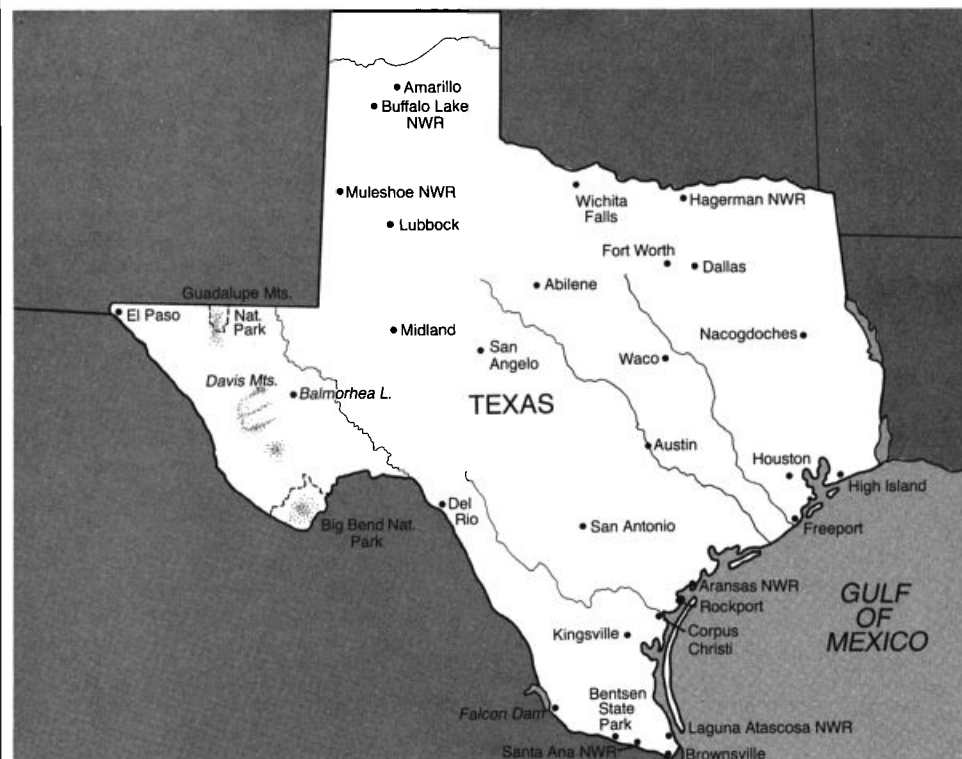 Amarillo
Buffalo Lake
NWR
Muleshoe NWR
Lubbock
Wichita
Falls
Hagerman NWR
Fort Worth
Dallas
Abilene
Guadalupe Mts.
Nat.
Park
El Paso
Midland
San
Angelo
Nacogdoches
Waco
Davis Mts.
Balmorhea L.
TEXAS
Austin
Houston
High Island
Del
Rio
Big Bend Nat.
Park
San Antonio
Freeport
Aransas NWR
Rockport
GULF
OF
MEXICO
Kingsville
Corpus
Christi
Bentsen
State
Park
Falcon Dam
Laguna Atascosa NWR
Santa Ana NWR
Brownsville